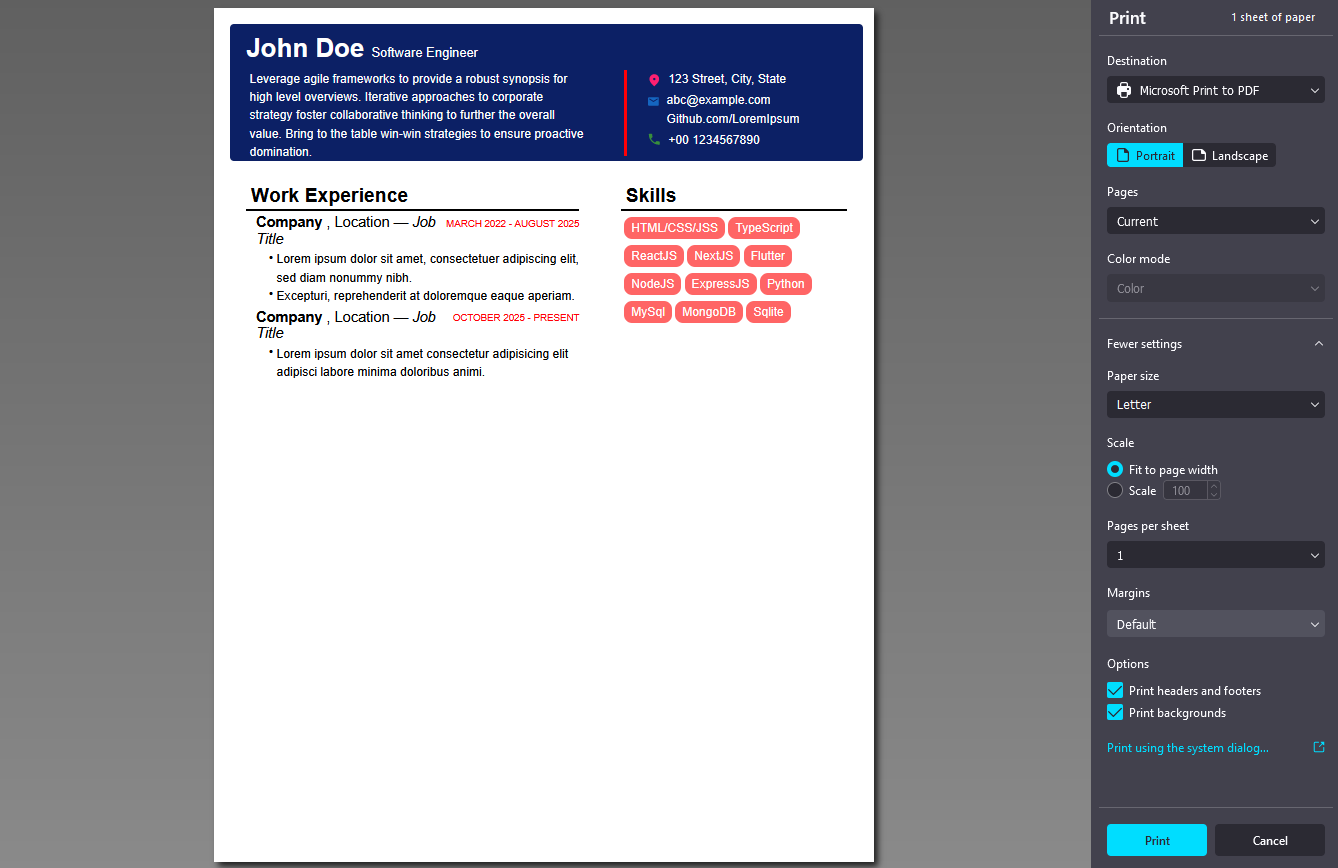 John Doe Software Engineer
Leverage agile frameworks to provide a robust synopsis for
high level overviews. Iterative approaches to corporate
strategy foster collaborative thinking to further the overall
value. Bring to the table win-win strategies to ensure proactive
domination.
123 Street, City, State
abc@example.com
Github.com/LoremIpsum
+00 1234567890
Work Experience
Company , Location — Job
Title
MARCH 2022 - AUGUST 2025
• Lorem ipsum dolor sit amet, consectetuer adipiscing elit,
sed diam nonummy nibh.
• Excepturi, reprehenderit at doloremque eaque aperiam.
Company , Location — Job
Title
OCTOBER 2025 - PRESENT
• Lorem ipsum dolor sit amet consectetur adipisicing elit
adipisci labore minima doloribus animi.
Skills
HTML/CSS/JSS TypeScript
ReactJS NextJS Flutter
NodeJS ExpressJS Python
MySql MongoDB Sqlite
Print
1 sheet of paper
Destination
Microsoft Print to PDF
Orientation
Portrait Landscape
Pages
Current
Color mode
Color
Fewer settings
Paper size
Letter
Scale
Fit to page width
Scale 100
Pages per sheet
1
Margins
Default
Options
Print headers and footers
Print backgrounds
Print using the system dialog...
Print Cancel